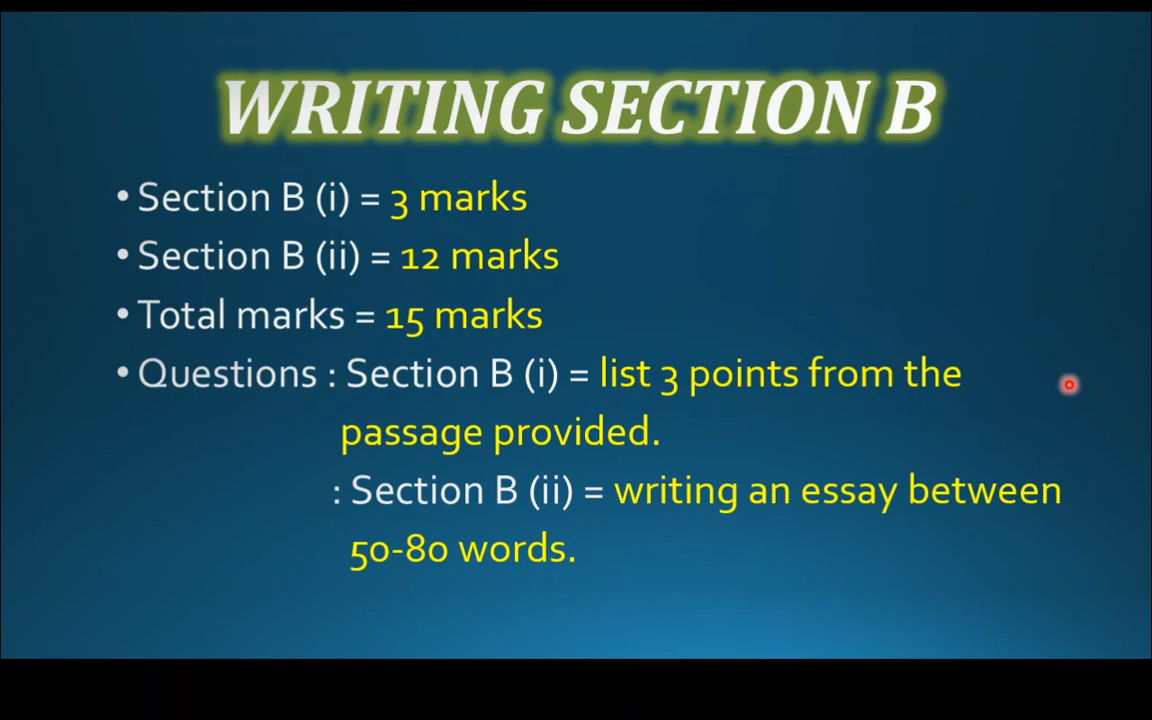 WRITING SECTION B
• Section B (i) = 3 marks
• Section B (ii) = 12 marks
• Total marks = 15 marks
• Questions : Section B (i) = list 3 points from the
passage provided.
: Section B (ii) = writing an essay between
50-80 words.